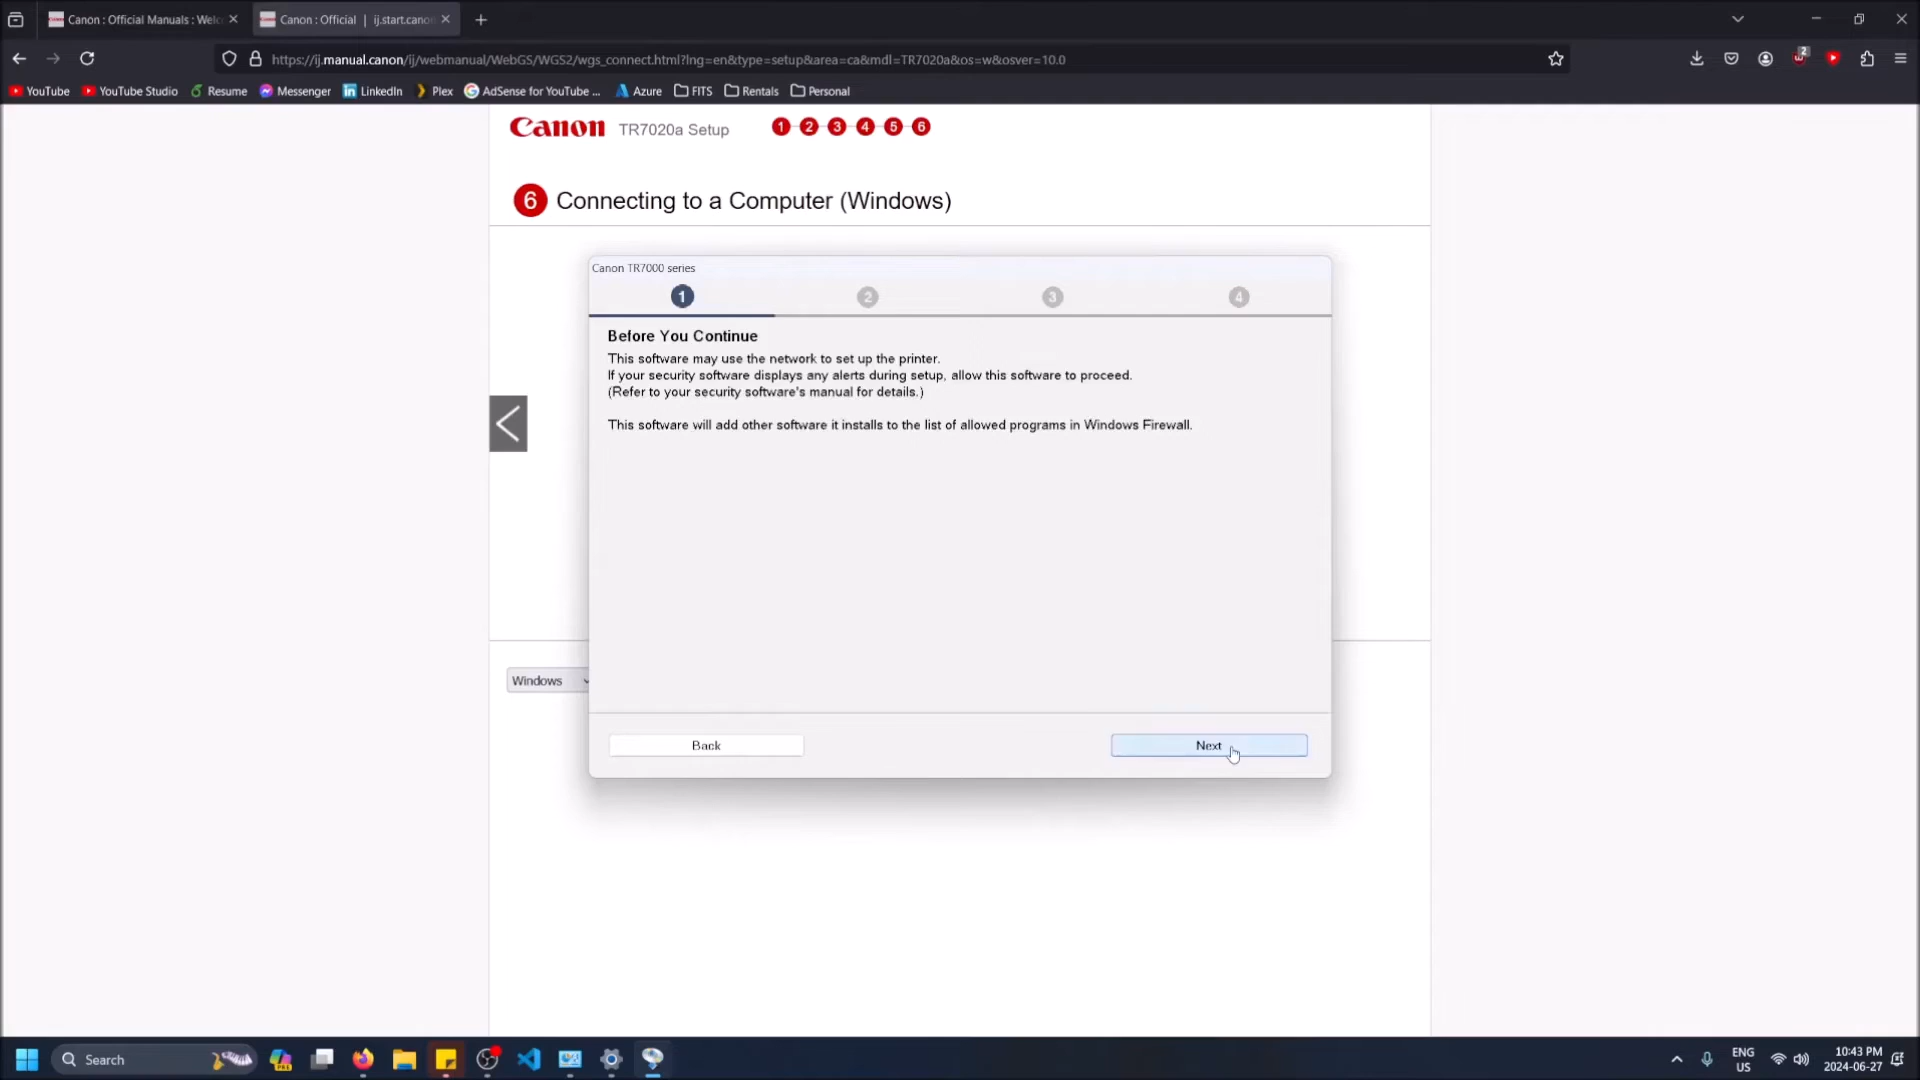 Canon : Official Manuals : Welc
Canon : Official | ij.start.canon
https://ij.manual.canon/ij/webmanual/WebGS/WGS2/wgs_connect.html?lng=en&type=setup&area=ca&mdl=TR7020a&os=w&osver=10.0
2
YouTube
YouTube Studio
Resume
Messenger
LinkedIn
Plex
AdSense for YouTube ...
Azure
FITS
Rentals
Personal
Canon TR7020a Setup 1 2 3 4 5 6
6 Connecting to a Computer (Windows)
Canon TR7000 series
1 2 3 4
Before You Continue
This software may use the network to set up the printer.
If your security software displays any alerts during setup, allow this software to proceed.
(Refer to your security software's manual for details.)
This software will add other software it installs to the list of allowed programs in Windows Firewall.
Windows
Back
Next
Search
PRE
ENG
US
10:43 PM
2024-06-27